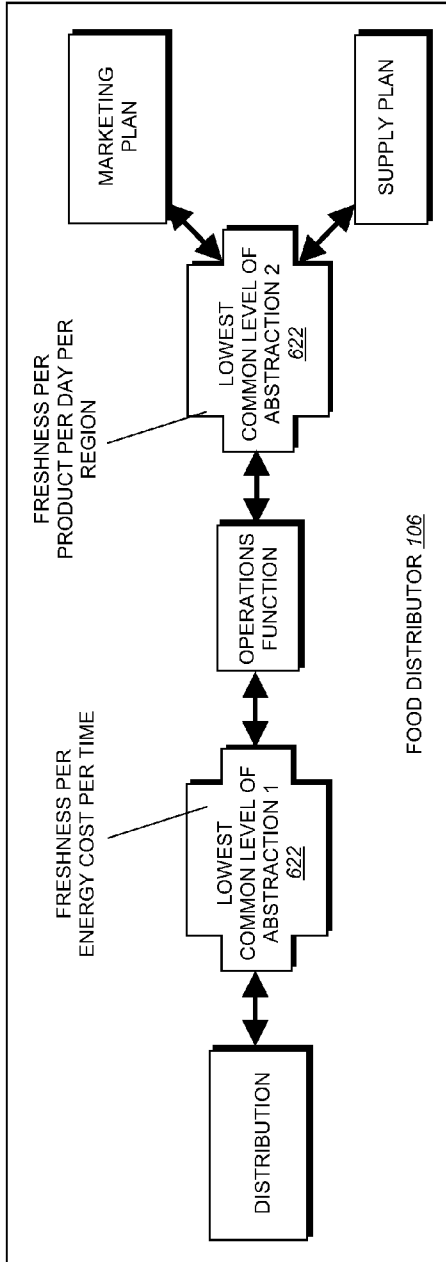 FRESHNESS PER
ENERGY COST PER TIME
FRESHNESS PER
PRODUCT PER DAY PER
REGION
DISTRIBUTION
LOWEST
COMMON LEVEL OF
ABSTRACTION 1
622
OPERATIONS
FUNCTION
LOWEST
COMMON LEVEL OF
ABSTRACTION 2
622
MARKETING
PLAN
SUPPLY PLAN
FOOD DISTRIBUTOR 106